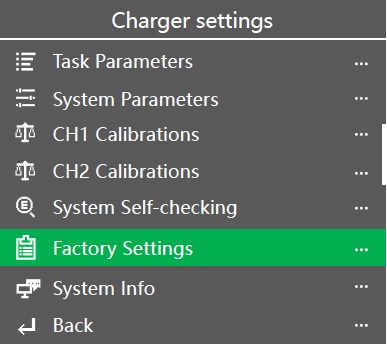 Charger settings
Task Parameters ...
System Parameters ...
CH1 Calibrations ...
CH2 Calibrations ...
System Self-checking ...
Factory Settings ...
System Info ...
Back ...